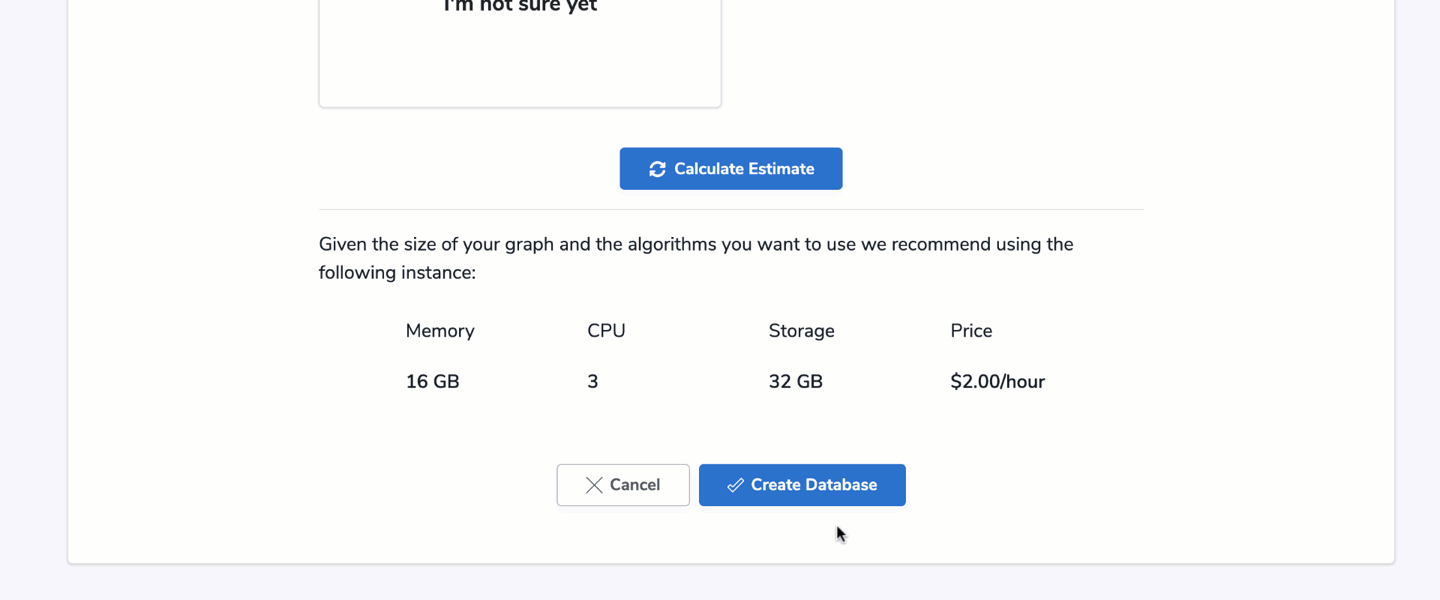 I'm not sure yet
Calculate Estimate
Given the size of your graph and the algorithms you want to use we recommend using the
following instance:
Memory CPU Storage Price
16 GB 3 32 GB $2.00/hour
Cancel Create Database